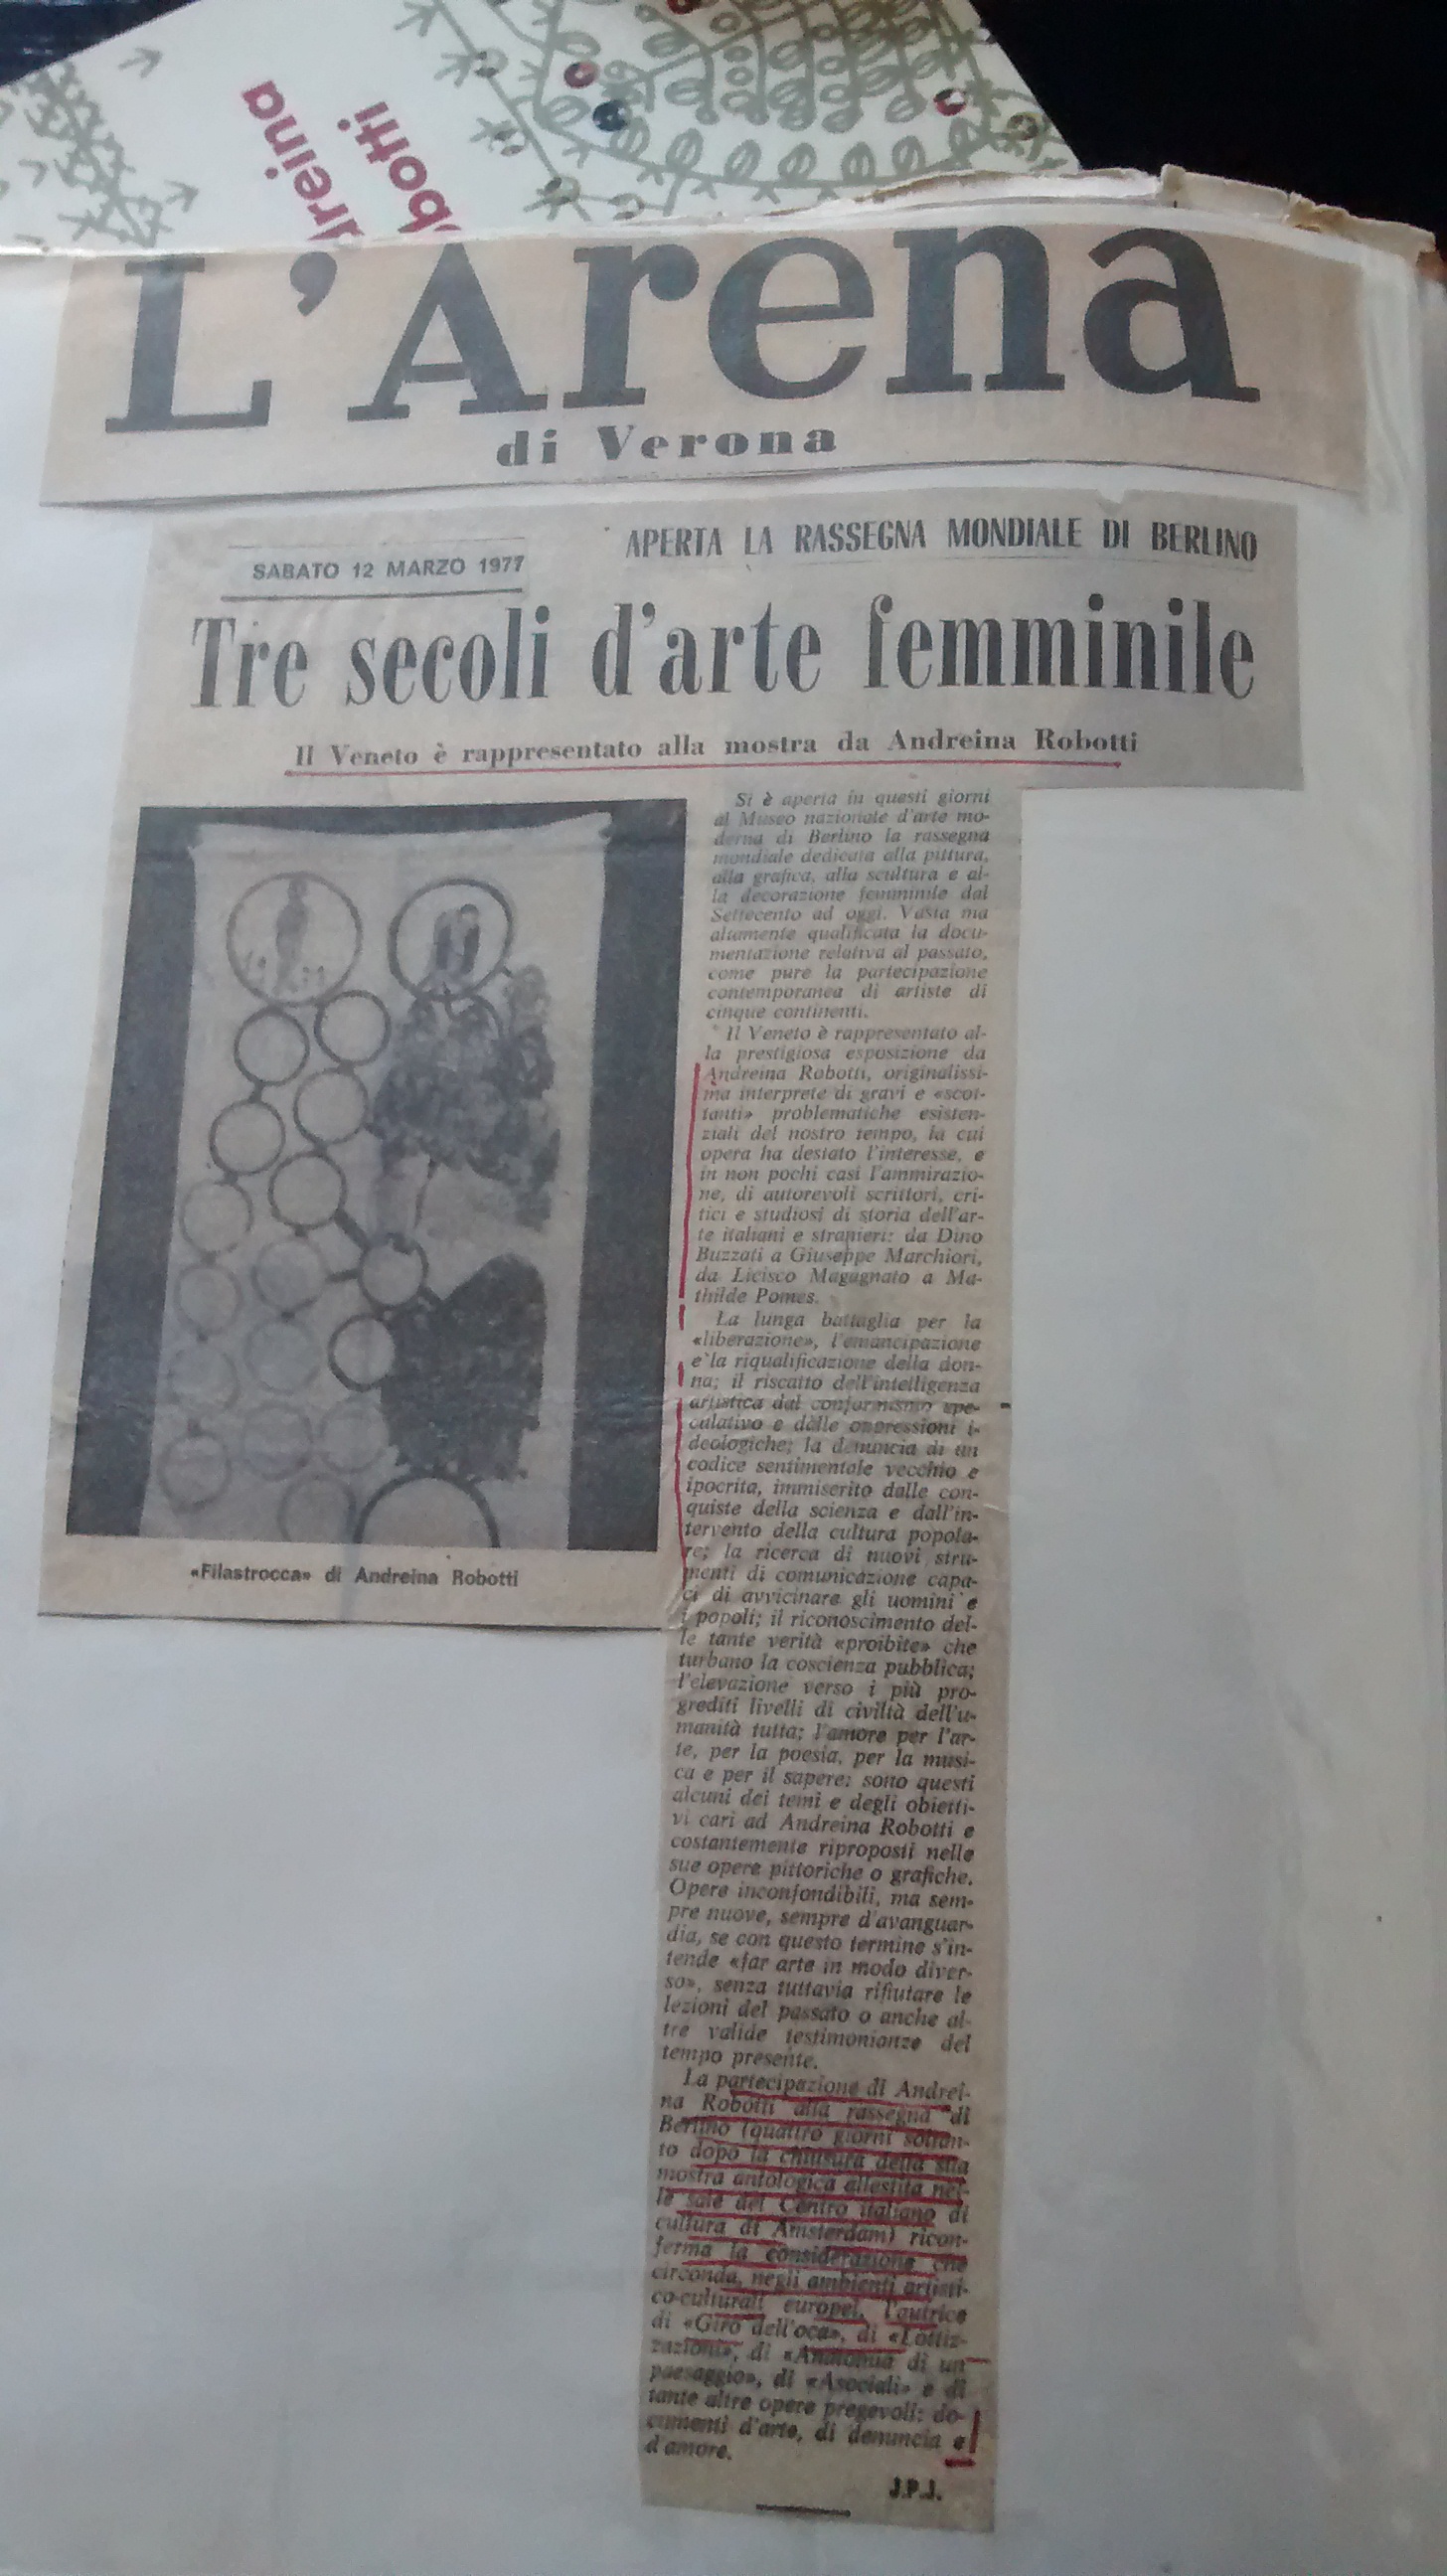 reina
botti
L'Arena
di Verona
SABATO 12 MARZO 1977
APERTA LA RASSEGNA MONDIALE DI BERLINO
Tre secoli d'arte femminile
Il Veneto è rappresentato alla mostra da Andreina Robotti
«Filastrocca» di Andreina Robotti
Si è aperta in questi giorni
al Museo nazionale d'arte mo-
derna di Berlino la rassegna
mondiale dedicata alla pittura,
alla grafica, alla scultura e al-
la decorazione femminile dal
Settecento ad oggi. Vasta ma
altamente qualificata la docu-
mentazione relativa al passato,
come pure la partecipazione
contemporanea di artiste di
cinque continenti.
Il Veneto è rappresentato al-
la prestigiosa esposizione da
Andreina Robotti, originalissi-
ma interprete di gravi e «scot-
tanti» problematiche esisten-
ziali del nostro tempo, la cui
opera ha destato l'interesse, e
in non pochi casi l'ammirazio-
ne, di autorevoli scrittori, cri-
tici e studiosi di storia dell'ar-
te italiani e stranieri: da Dino
Buzzati a Giuseppe Marchiori,
da Licisco Magagnato a Ma-
thilde Pomes.
La lunga battaglia per la
«liberazione», l'emancipazione
e la riqualificazione della don-
na; il riscatto dell'intelligenza
artistica dal conformismo spe-
culativo e dalle oppressioni i-
deologiche; la denuncia di un
codice sentimentale vecchio e
ipocrita, immiserito dalle con-
quiste della scienza e dall'in-
tervento della cultura popola-
re; la ricerca di nuovi stru-
menti di comunicazione capa-
ci di avvicinare gli uomini e
i popoli; il riconoscimento del-
le tante verità «proibite» che
turbano la coscienza pubblica;
l'elevazione verso i più pro-
grediti livelli di civiltà dell'u-
manità tutta; l'amore per l'ar-
te, per la poesia, per la musi-
ca e per il sapere: sono questi
alcuni dei temi e degli obietti-
vi cari ad Andreina Robotti e
costantemente riproposti nelle
sue opere pittoriche o grafiche.
Opere inconfondibili, ma sem-
pre nuove, sempre d'avanguar-
dia, se con questo termine s'in-
tende «far arte in modo diver-
so», senza tuttavia rifiutare le
lezioni del passato o anche al-
tre valide testimonianze del
tempo presente.
La partecipazione di Andrei-
na Robotti alla rassegna di
Berlino (quattro giorni soltan-
to dopo la chiusura della sua
mostra antologica allestita nel-
le sale del Centro italiano di
cultura di Amsterdam) ricon-
ferma la considerazione che
circonda, negli ambienti artisti-
co-culturali europei, l'autrice
di «Giro dell'oca», di «Lottiz-
zazioni», di «Anatomia di un
paesaggio», di «Asociali» e di
tante altre opere pregevoli: do-
cumenti d'arte, di denuncia e
d'amore.
J.P.J.